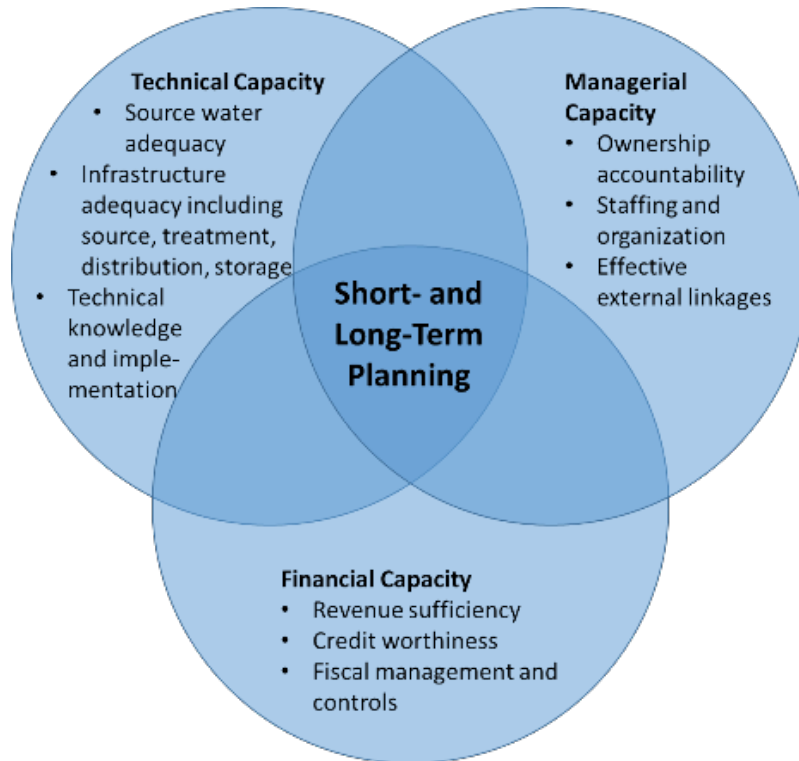 Technical Capacity
• Source water
adequacy
• Infrastructure
adequacy including
source, treatment,
distribution, storage
• Technical
knowledge
and imple-
mentation
Managerial
Capacity
• Ownership
accountability
• Staffing and
organization
• Effective
external linkages
Short- and
Long-Term
Planning
Financial Capacity
• Revenue sufficiency
• Credit worthiness
• Fiscal management and
controls